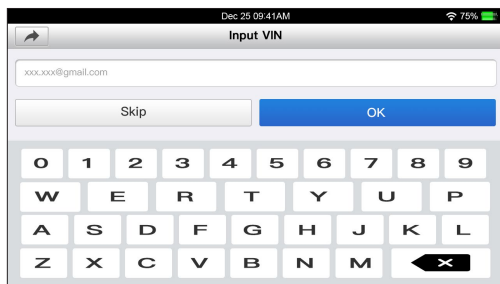 Dec 25 09:41AM 75%
Input VIN
xxx.xxx@gmail.com
Skip OK
0 1 2 3 4 5 6 7 8 9
W E R T Y U P
A S D F G H J K L
Z X C V B N M